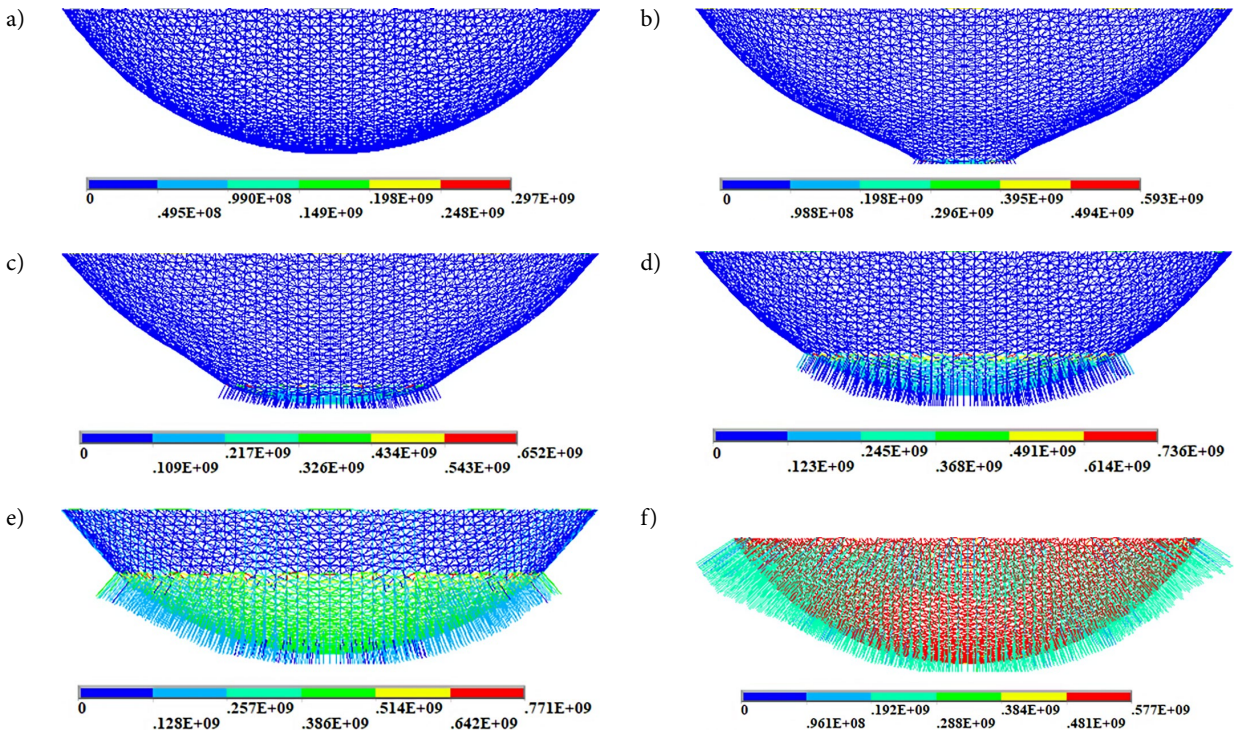 a)
b)
0 .990E+08 .198E+09 .297E+09
.495E+08 .149E+09 .248E+09
0 .198E+09 .395E+09 .593E+09
.988E+08 .296E+09 .494E+09
c)
d)
0 .217E+09 .434E+09 .652E+09
.109E+09 .326E+09 .543E+09
0 .245E+09 .491E+09 .736E+09
.123E+09 .368E+09 .614E+09
e)
f)
0 .257E+09 .514E+09 .771E+09
.128E+09 .386E+09 .642E+09
0 .192E+09 .384E+09 .577E+09
.961E+08 .288E+09 .481E+09